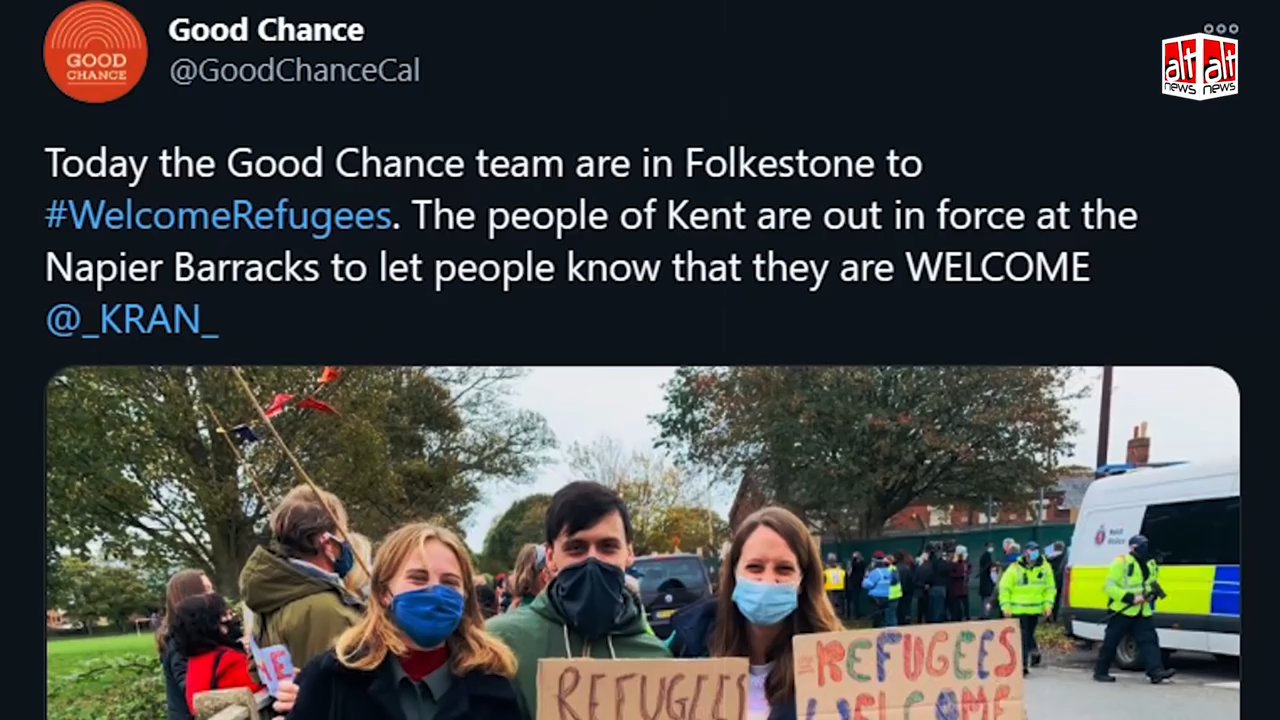 Good Chance
@GoodChanceCal
GOOD
CHANCE
alt alt
news news
Today the Good Chance team are in Folkestone to
#WelcomeRefugees. The people of Kent are out in force at the
Napier Barracks to let people know that they are WELCOME
@_KRAN_
REFUGEES
REFUGEES
WELCOME